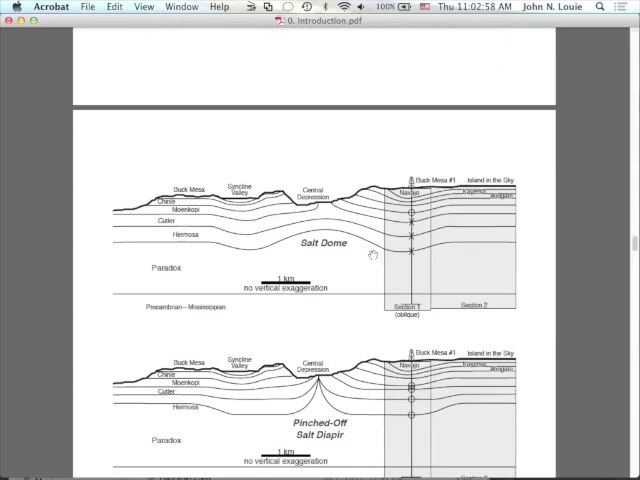 Acrobat File Edit View Window Help 100% Thu 11:02:58 AM John N. Louie
0. Introduction.pdf
Buck Mesa
Syncline
Valley
Central
Depression
Buck Mesa #1
Island in the Sky
Navajo
Kayenta
Wingate
Chinle
Moenkopi
Cutler
Hermosa
Salt Dome
Paradox
1 km
no vertical exaggeration
Precambrian–Mississippian
Section 1
(oblique)
Section 2
Buck Mesa
Syncline
Valley
Central
Depression
Buck Mesa #1
Island in the Sky
Navajo
Kayenta
Wingate
Chinle
Moenkopi
Cutler
Hermosa
Pinched-Off
Salt Diapir
Paradox
1 km
no vertical exaggeration